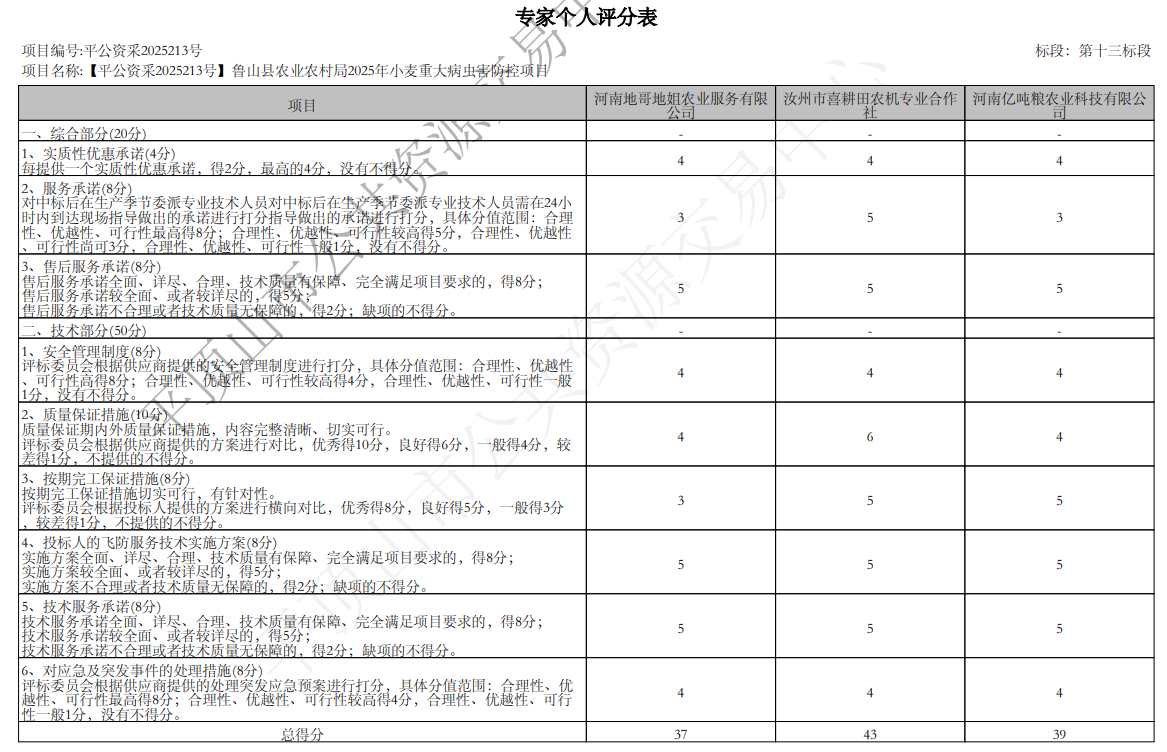 专家个人评分表
项目编号:平公资采2025213号
标段：第十三标段
项目名称:【平公资采2025213号】鲁山县农业农村局2025年小麦重大病虫害防控项目
项目
河南地哥地姐农业服务有限公司
汝州市喜耕田农机专业合作社
河南亿吨粮农业科技有限公司
一、综合部分(20分)
- - -
1、实质性优惠承诺(4分)
每提供一个实质性优惠承诺，得2分，最高的4分，没有不得分。
4 4 4
2、服务承诺(8分)
对中标后在生产季节委派专业技术人员对中标后在生产季节委派专业技术人员需在24小
时内到达现场指导做出的承诺进行打分指导做出的承诺进行打分，具体分值范围：合理
性、优越性、可行性最高得8分；合理性、优越性、可行性较高得5分，合理性、优越性
、可行性尚可3分，合理性、优越性、可行性一般1分，没有不得分。
3 5 3
3、售后服务承诺(8分)
售后服务承诺全面、详尽、合理、技术质量有保障、完全满足项目要求的，得8分；
售后服务承诺较全面、或者较详尽的，得5分；
售后服务承诺不合理或者技术质量无保障的，得2分；缺项的不得分。
5 5 5
二、技术部分(50分)
- - -
1、安全管理制度(8分)
评标委员会根据供应商提供的安全管理制度进行打分，具体分值范围：合理性、优越性
、可行性高得8分；合理性、优越性、可行性较高得4分，合理性、优越性、可行性一般
1分，没有不得分。
4 4 4
2、质量保证措施(10分)
质量保证期内外质量保证措施，内容完整清晰、切实可行。
评标委员会根据供应商提供的方案进行对比，优秀得10分，良好得6分，一般得4分，较
差得1分，不提供的不得分。
4 6 4
3、按期完工保证措施(8分)
按期完工保证措施切实可行，有针对性。
评标委员会根据投标人提供的方案进行横向对比，优秀得8分，良好得5分，一般得3分
，较差得1分，不提供的不得分。
3 5 5
4、投标人的飞防服务技术实施方案(8分)
实施方案全面、详尽、合理、技术质量有保障、完全满足项目要求的，得8分；
实施方案较全面、或者较详尽的，得5分；
实施方案不合理或者技术质量无保障的，得2分；缺项的不得分。
5 5 5
5、技术服务承诺(8分)
技术服务承诺全面、详尽、合理、技术质量有保障、完全满足项目要求的，得8分；
技术服务承诺较全面、或者较详尽的，得5分；
技术服务承诺不合理或者技术质量无保障的，得2分；缺项的不得分。
5 5 5
6、对应急及突发事件的处理措施(8分)
评标委员会根据供应商提供的处理突发应急预案进行打分，具体分值范围：合理性、优
越性、可行性最高得8分；合理性、优越性、可行性较高得4分，合理性、优越性、可行
性一般1分，没有不得分。
4 4 4
总得分
37 43 39
平顶山市公共资源交易中
平顶山市公共资源交易中心